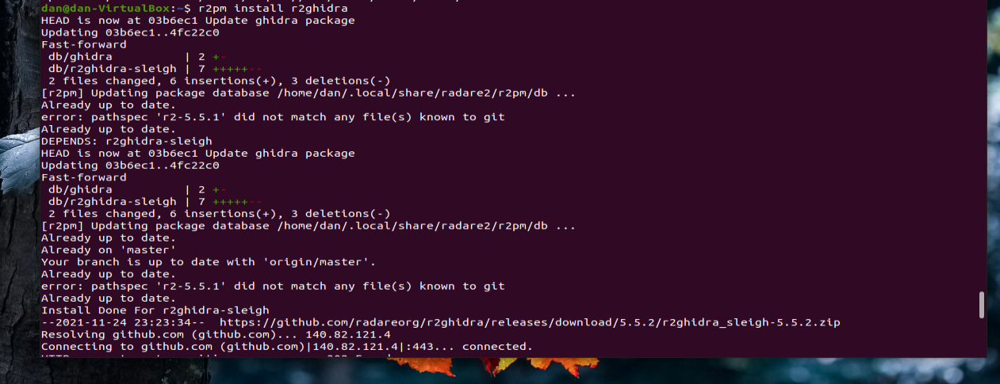 dan@dan-VirtualBox:~$ r2pm install r2ghidra
HEAD is now at 03b6ec1 Update ghidra package
Updating 03b6ec1..4fc22c0
Fast-forward
 db/ghidra          | 2 +-
 db/r2ghidra-sleigh | 7 +++++--
 2 files changed, 6 insertions(+), 3 deletions(-)
[r2pm] Updating package database /home/dan/.local/share/radare2/r2pm/db ...
Already up to date.
error: pathspec 'r2-5.5.1' did not match any file(s) known to git
Already up to date.
DEPENDS: r2ghidra-sleigh
HEAD is now at 03b6ec1 Update ghidra package
Updating 03b6ec1..4fc22c0
Fast-forward
 db/ghidra          | 2 +-
 db/r2ghidra-sleigh | 7 +++++--
 2 files changed, 6 insertions(+), 3 deletions(-)
[r2pm] Updating package database /home/dan/.local/share/radare2/r2pm/db ...
Already up to date.
Already on 'master'
Your branch is up to date with 'origin/master'.
Already up to date.
error: pathspec 'r2-5.5.1' did not match any file(s) known to git
Already up to date.
Install Done For r2ghidra-sleigh
--2021-11-24 23:23:34--  https://github.com/radareorg/r2ghidra/releases/download/5.5.2/r2ghidra_sleigh-5.5.2.zip
Resolving github.com (github.com)... 140.82.121.4
Connecting to github.com (github.com)|140.82.121.4|:443... connected.